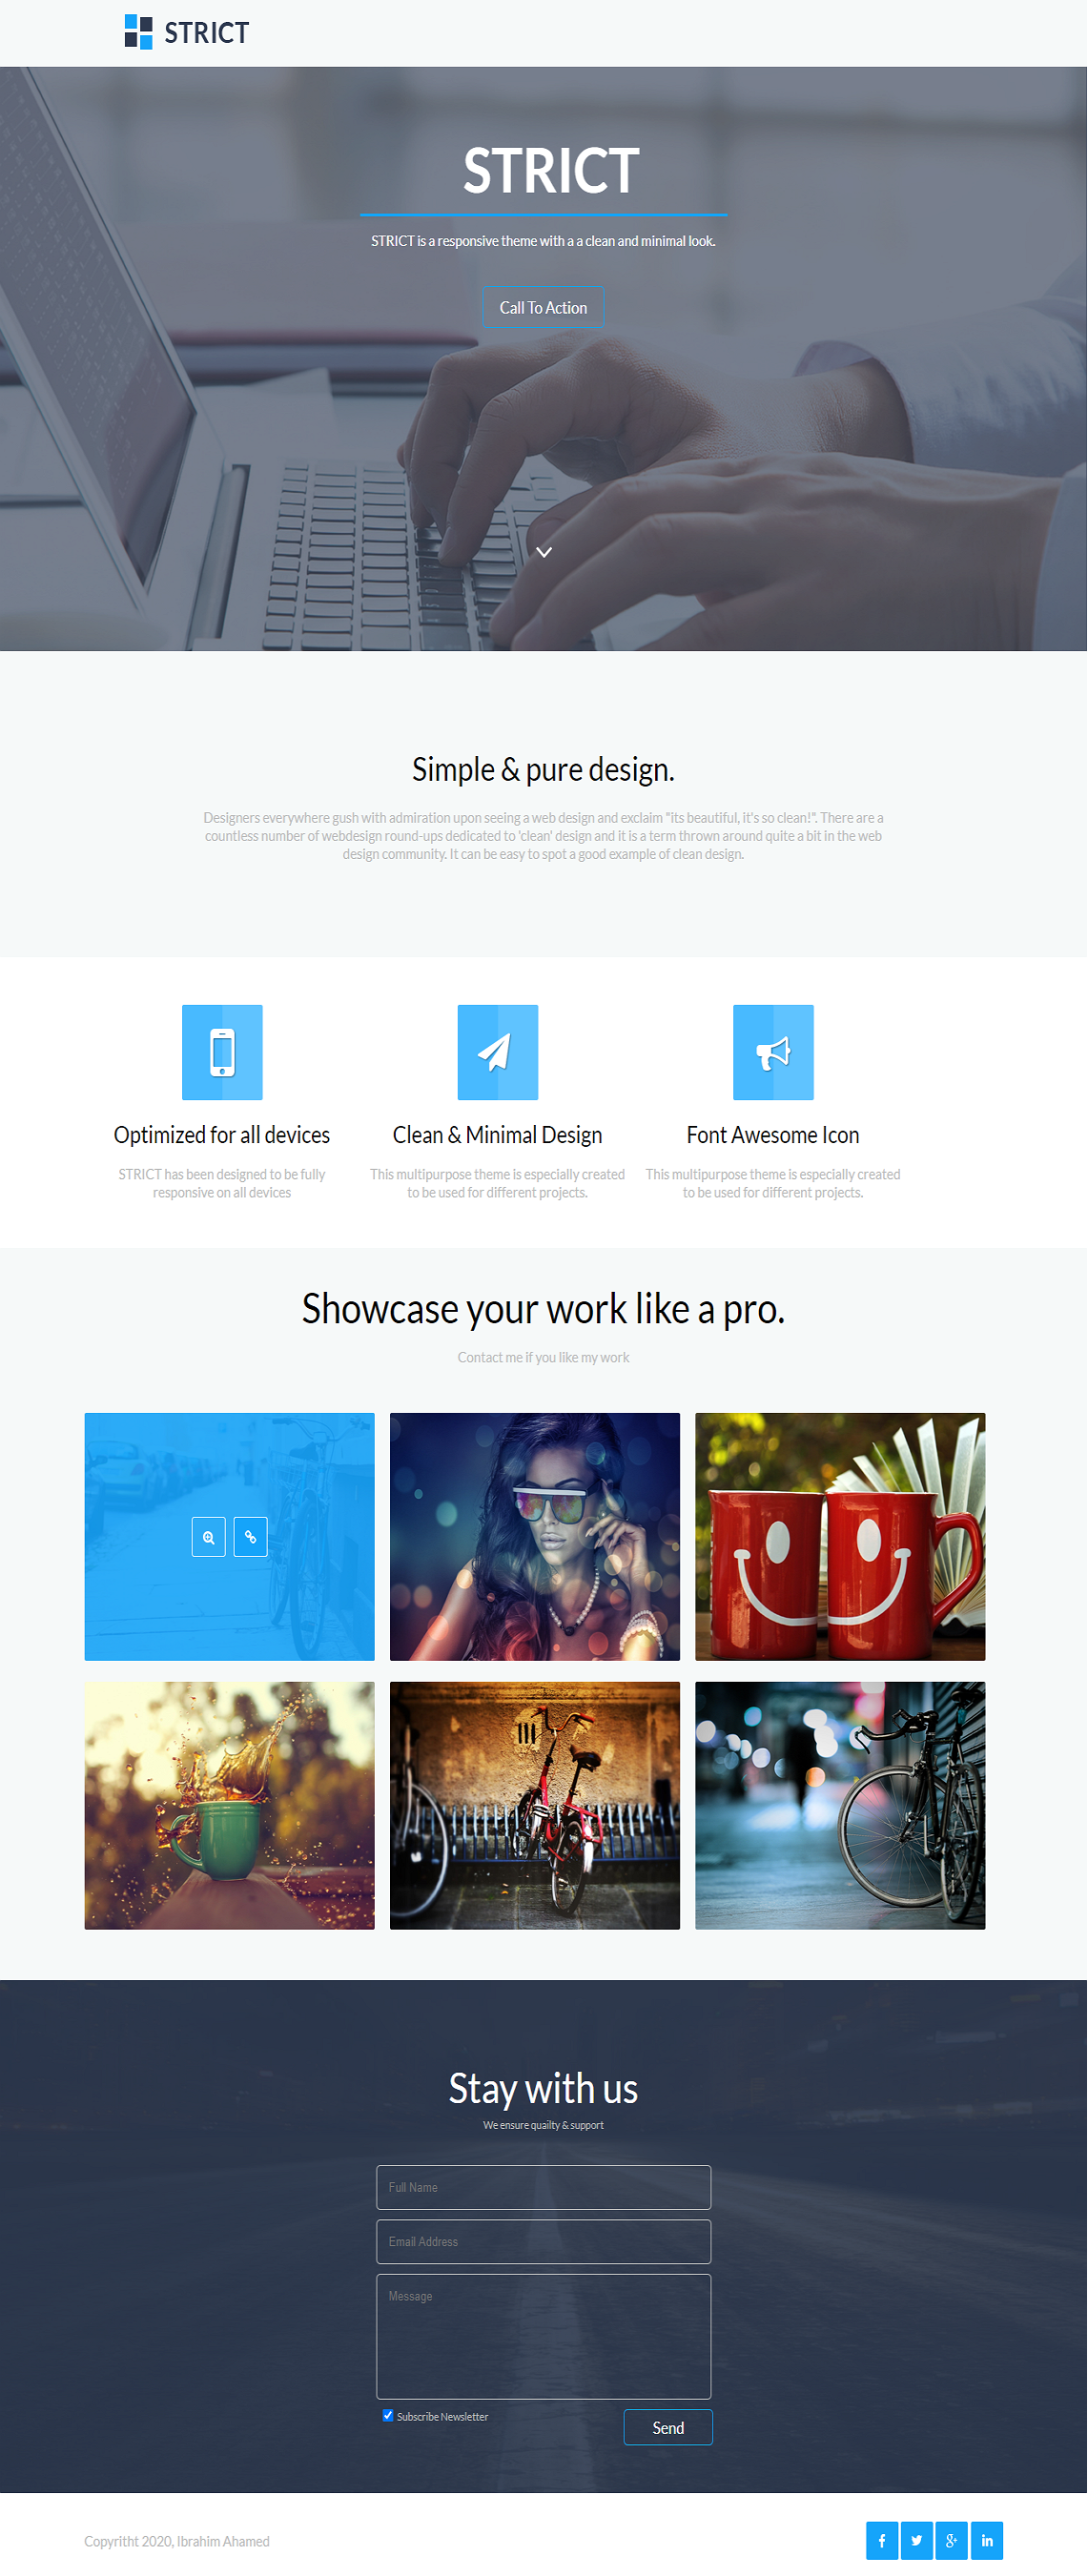 STRICT
STRICT
STRICT is a responsive theme with a a clean and minimal look.
Call To Action
Simple & pure design.
Designers everywhere gush with admiration upon seeing a web design and exclaim "its beautiful, it's so clean!". There are a
countless number of webdesign round-ups dedicated to 'clean' design and it is a term thrown around quite a bit in the web
design community. It can be easy to spot a good example of clean design.
Optimized for all devices
STRICT has been designed to be fully
responsive on all devices
Clean & Minimal Design
This multipurpose theme is especially created
to be used for different projects.
Font Awesome Icon
This multipurpose theme is especially created
to be used for different projects.
Showcase your work like a pro.
Contact me if you like my work
Stay with us
We ensure quailty & support
Full Name
Email Address
Message
Subscribe Newsletter
Send
Copyritht 2020, Ibrahim Ahamed